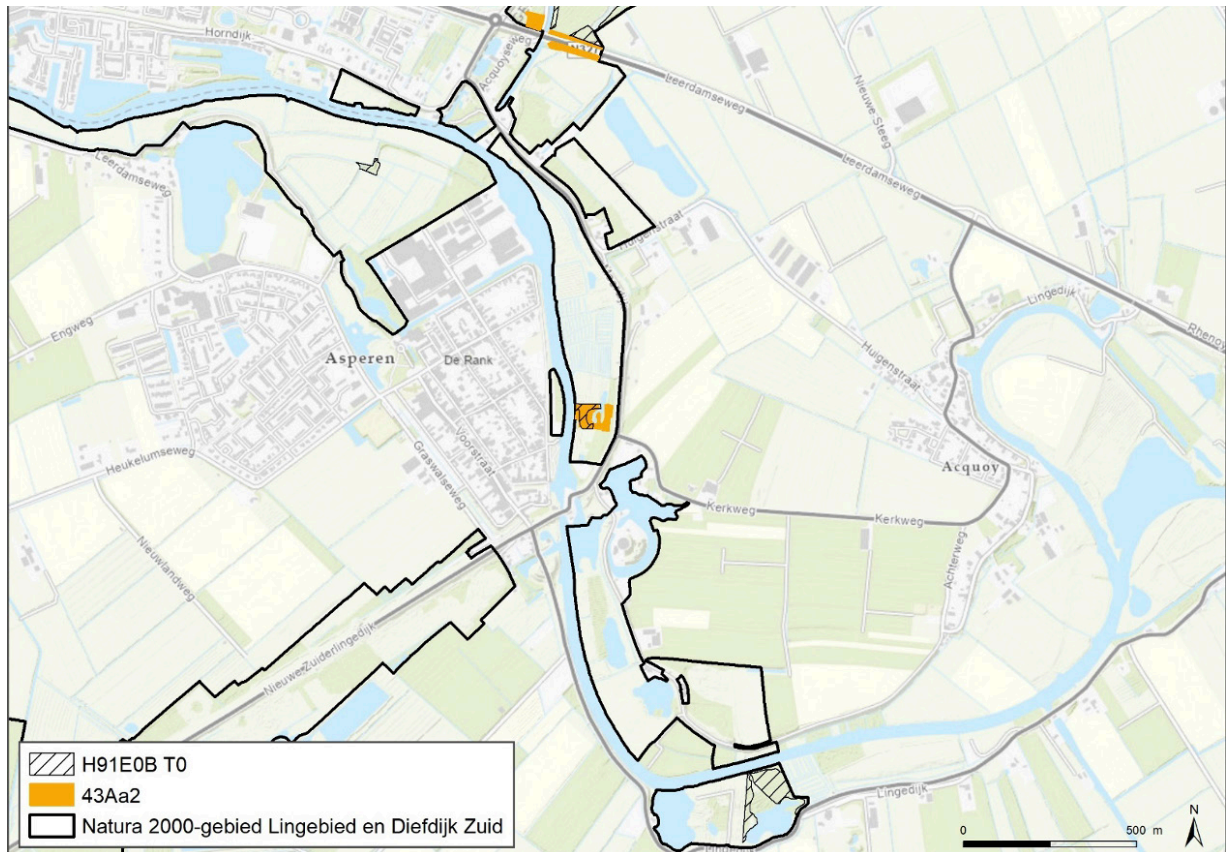 Horndijk
Acquoyseweg
Leerdamseweg
Nieuwe-Steeg
Leerdamseweg
Leerdamseweg
Huigenstraat
Lingedijk
Engweg
Asperen
De Rank
Huigenstraat
Voorstraat
Heukelumseweg
Graswalseweg
Acquoy
Kerkweg
Kerkweg
Nieuwlandweg
Achterweg
Nieuwe-Zuiderlingedijk
Lingedijk
H91E0B T0
43Aa2
Natura 2000-gebied Lingebied en Diefdijk Zuid
0 500 m
N